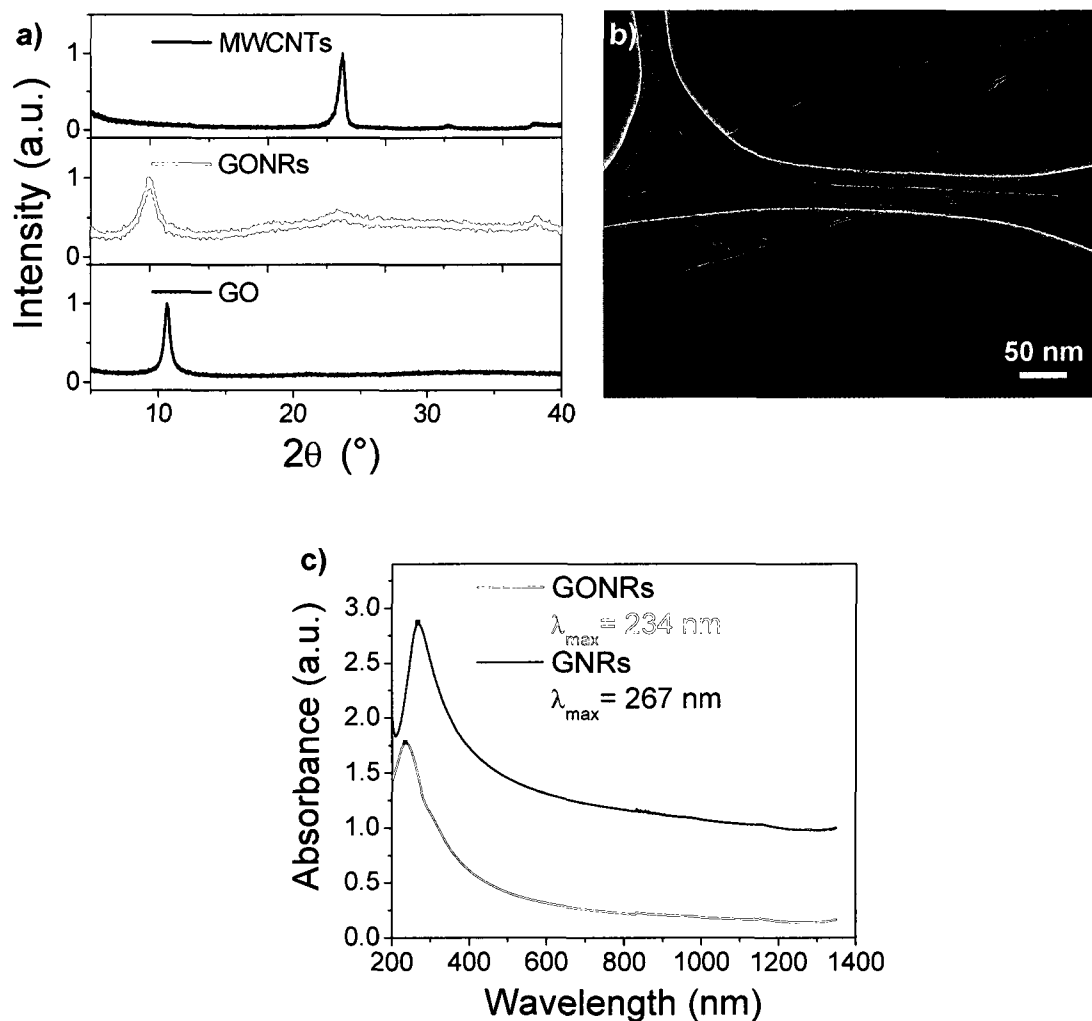 a)
MWCNTs
1
0
GONRs
1
0
GO
1
0
Intensity (a.u.)
10 20 30 40
2θ (°)
b)
50 nm
c)
GONRs
λmax = 234 nm
GNRs
λmax = 267 nm
3.0
2.5
2.0
1.5
1.0
0.5
0.0
Absorbance (a.u.)
200 400 600 800 1000 1200 1400
Wavelength (nm)